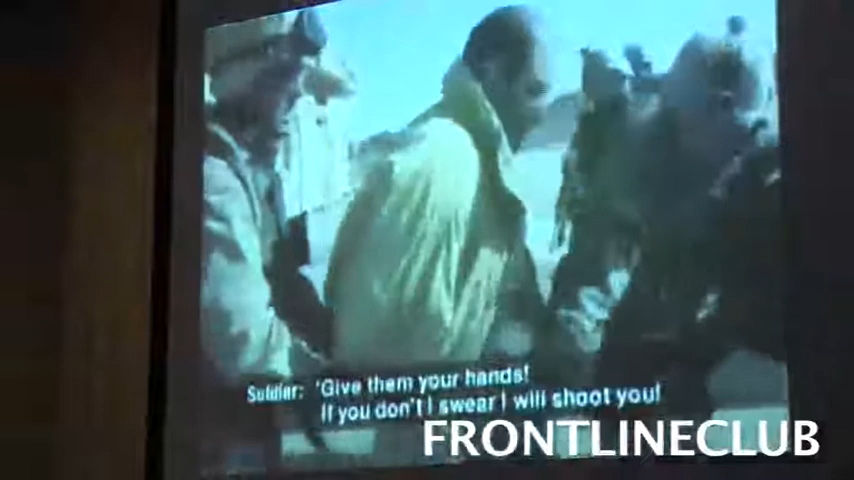 Soldier: 'Give them your hands!
If you don't I swear I will shoot you!
FRONTLINECLUB